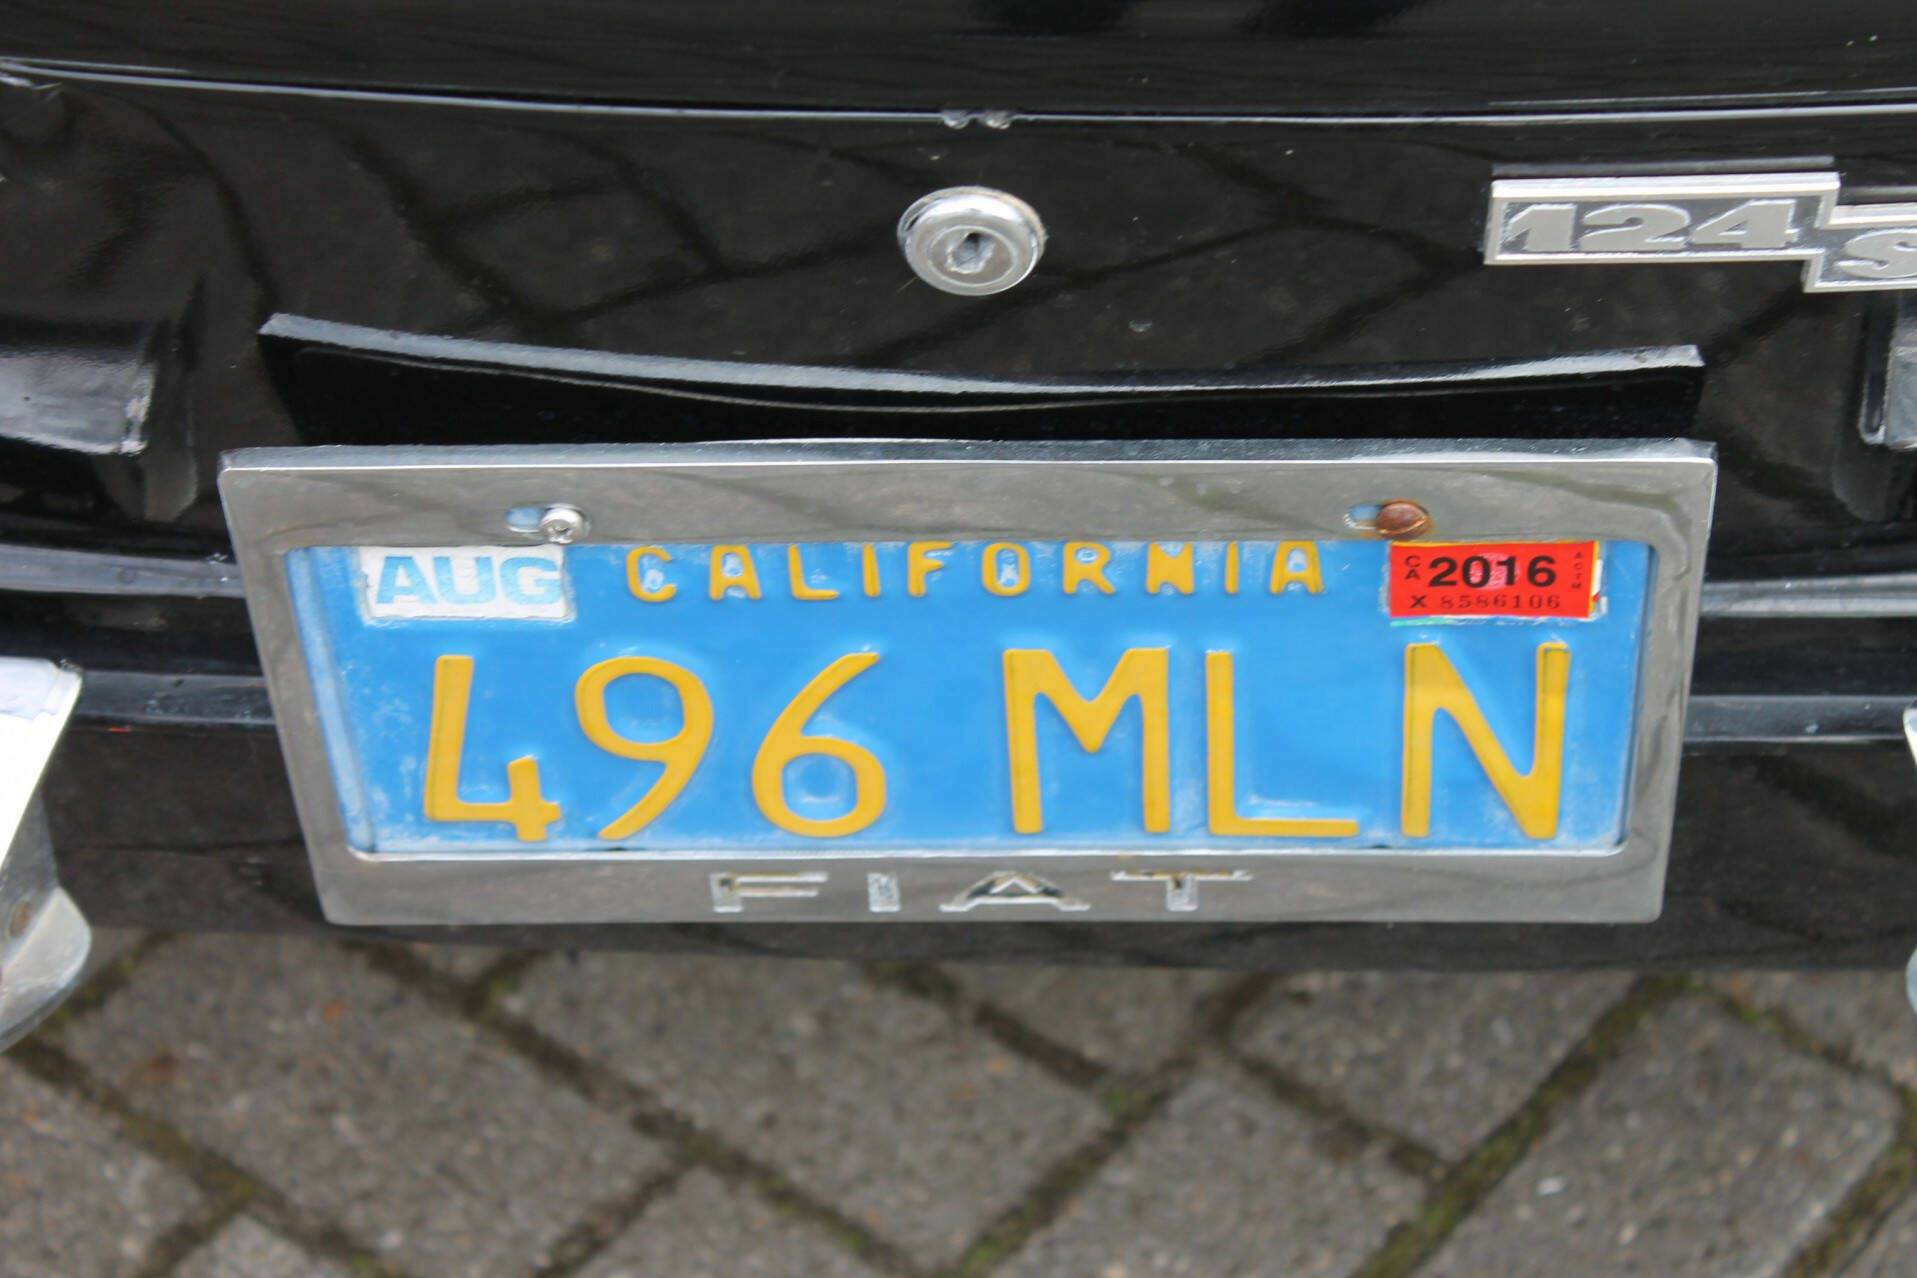 124
S
AUG
CALIFORNIA
CA 2016
X 8586106
496 MLN
FIAT